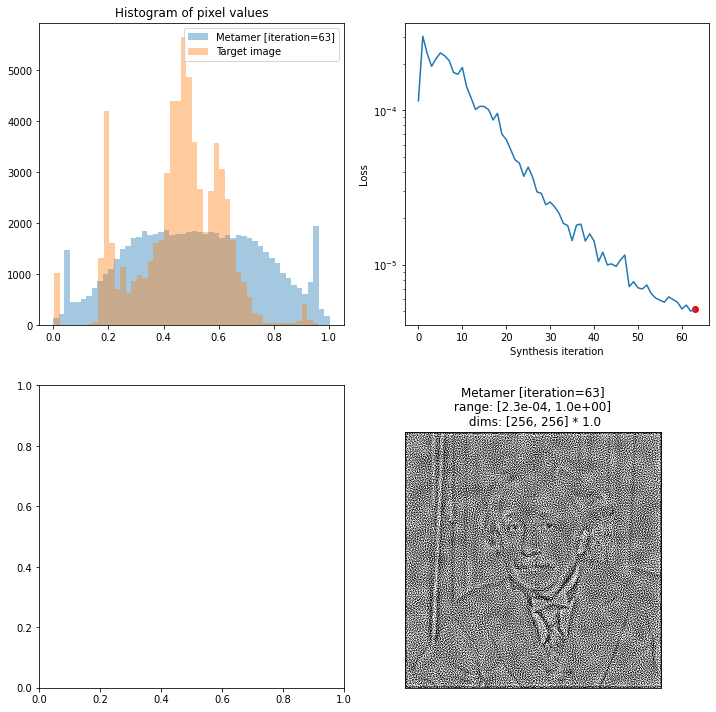 Histogram of pixel values
Metamer [iteration=63]
Target image
5000
4000
3000
2000
1000
0
0.0 0.2 0.4 0.6 0.8 1.0
Loss
10⁻⁴
10⁻⁵
0 10 20 30 40 50 60
Synthesis iteration
1.0
0.8
0.6
0.4
0.2
0.0
0.0 0.2 0.4 0.6 0.8 1.0
Metamer [iteration=63]
range: [2.3e-04, 1.0e+00]
dims: [256, 256] * 1.0